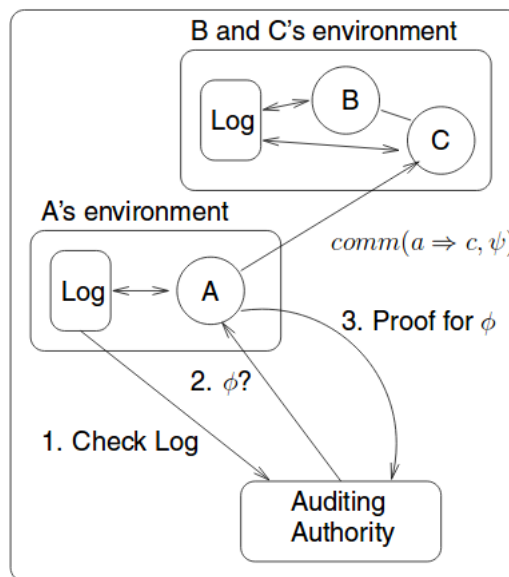 B and C's environment
Log
B
C
A's environment
comm(a ⇒ c, ψ)
Log
A
3. Proof for ϕ
2. ϕ?
1. Check Log
Auditing
Authority